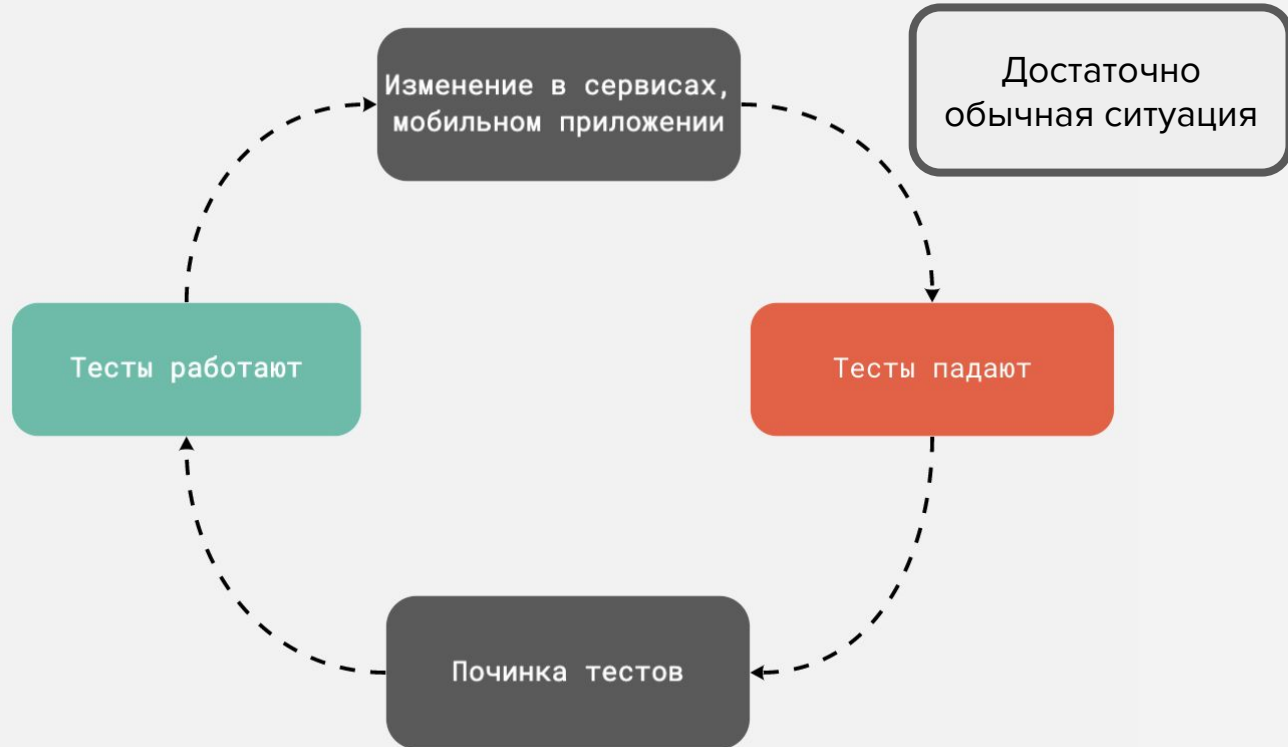 Изменение в сервисах,
мобильном приложении
Достаточно
обычная ситуация
Тесты работают
Тесты падают
Починка тестов